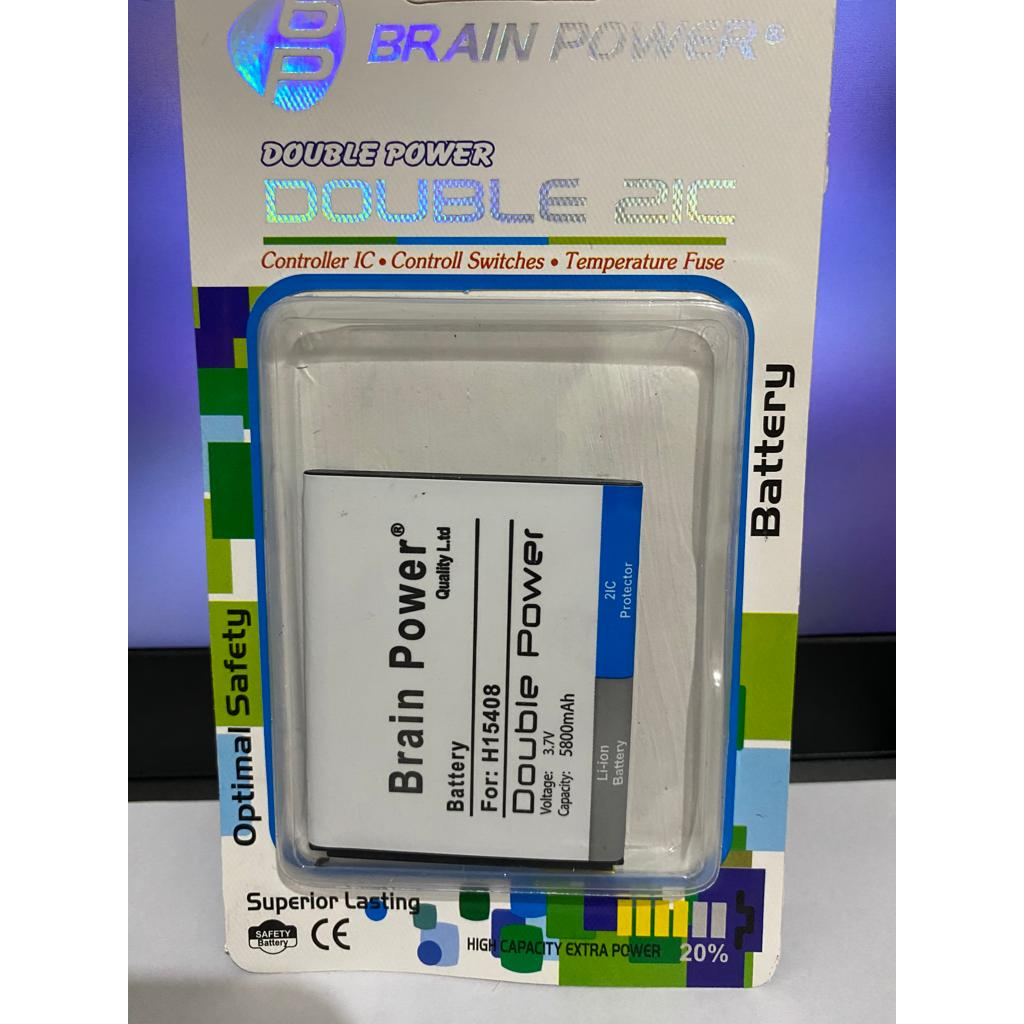 BP
BRAIN POWER®
DOUBLE POWER
DOUBLE 2IC
Controller IC • Controll Switches • Temperature Fuse
Battery
Optimal Safety
Brain Power®
Quality L.td
Battery
For: H15408
Double Power
Voltage: 3.7V
Capacity: 5800mAh
2IC
Protector
Li-ion
Battery
Superior Lasting
SAFETY
Battery
CE
HIGH CAPACITY EXTRA POWER
20%